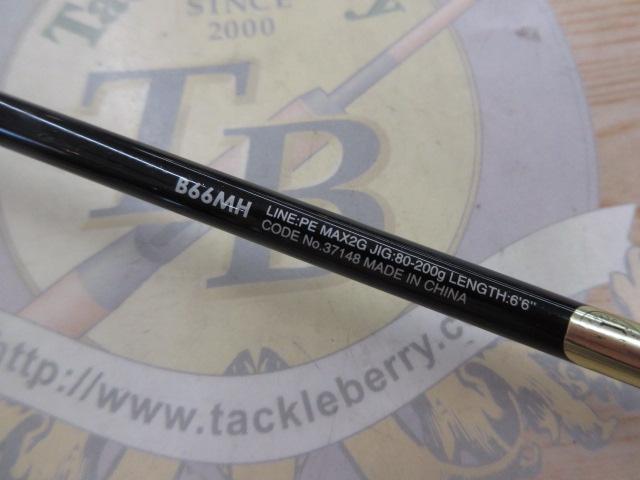 SINCE
2000
TB
B66MH
LINE:PE MAX2G JIG:80-200g LENGTH:6'6"
CODE No.37148 MADE IN CHINA
http://www.tackleberry.c